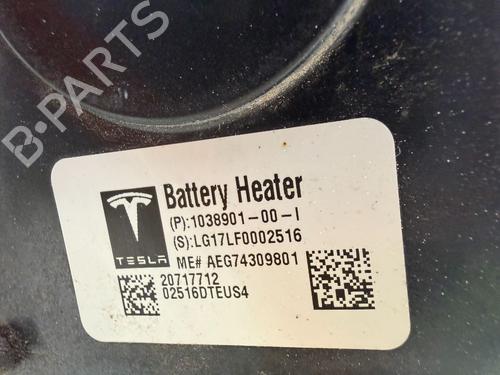 B-PARTS
Battery Heater
(P):1038901-00-I
(S):LG17LF0002516
TESLA
ME# AEG74309801
20717712
02516DTEUS4